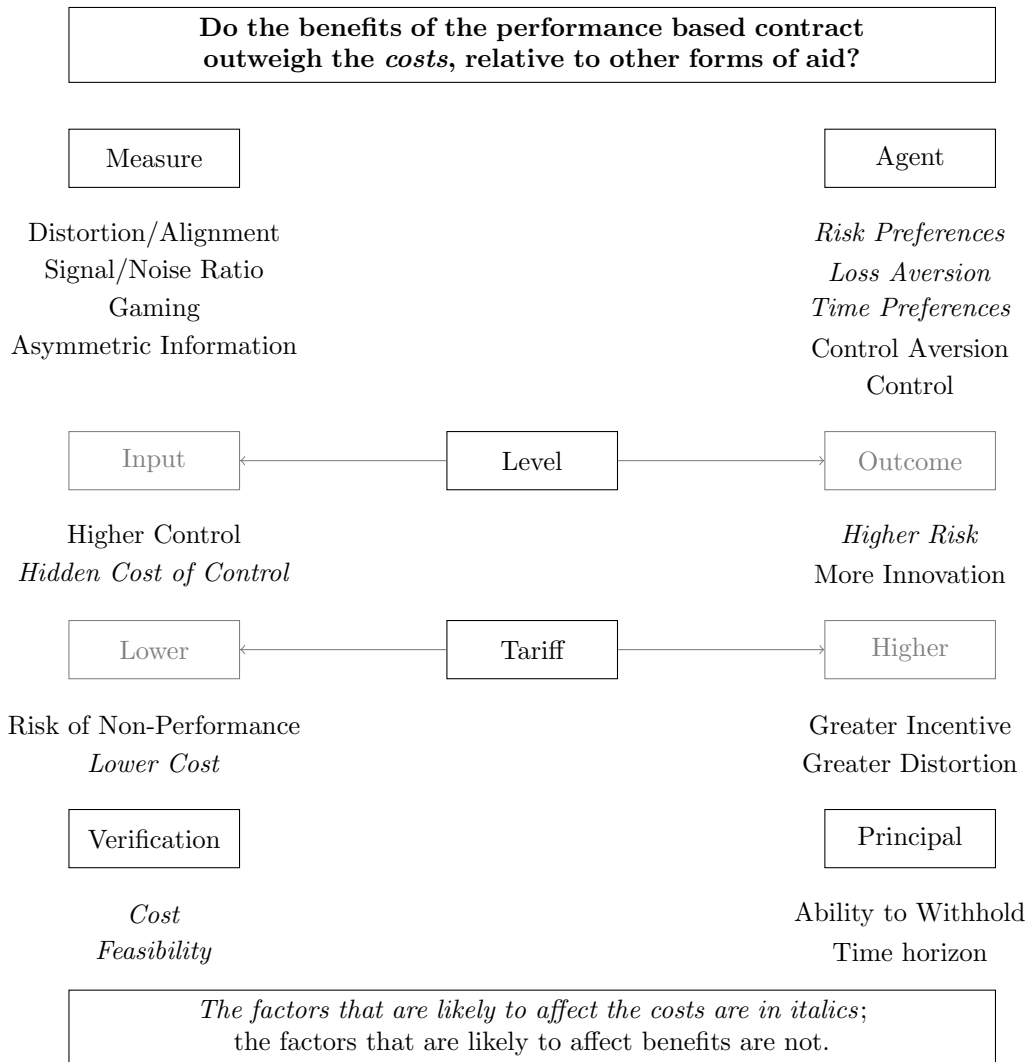 Do the benefits of the performance based contract
outweigh the costs, relative to other forms of aid?
Measure
Agent
Distortion/Alignment
Signal/Noise Ratio
Gaming
Asymmetric Information
Risk Preferences
Loss Aversion
Time Preferences
Control Aversion
Control
Input
Level
Outcome
Higher Control
Hidden Cost of Control
Higher Risk
More Innovation
Lower
Tariff
Higher
Risk of Non-Performance
Lower Cost
Greater Incentive
Greater Distortion
Verification
Principal
Cost
Feasibility
Ability to Withhold
Time horizon
The factors that are likely to affect the costs are in italics;
the factors that are likely to affect benefits are not.